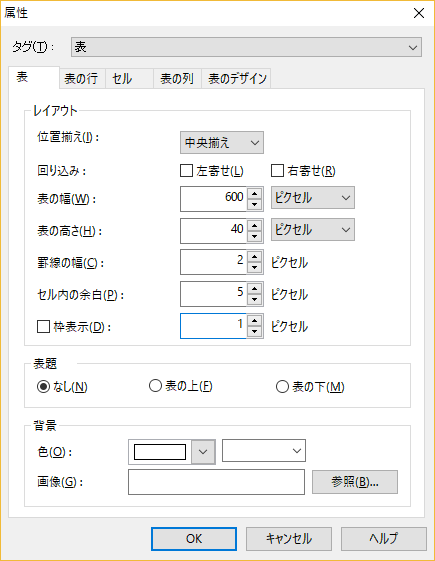 属性
タグ(T): 表
表 表の行 セル 表の列 表のデザイン
レイアウト
位置揃え(I): 中央揃え
回り込み: 左寄せ(L) 右寄せ(R)
表の幅(W): 600 ピクセル
表の高さ(H): 40 ピクセル
罫線の幅(C): 2 ピクセル
セル内の余白(P): 5 ピクセル
枠表示(D): 1 ピクセル
表題
なし(N) 表の上(F) 表の下(M)
背景
色(O):
画像(G): 参照(B)...
OK キャンセル ヘルプ